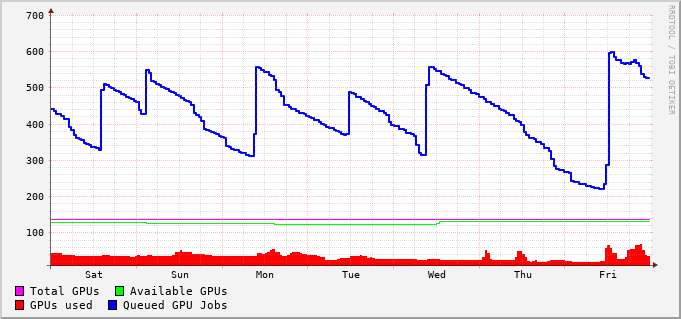 700
600
500
400
300
200
100
Sat Sun Mon Tue Wed Thu Fri
Total GPUs Available GPUs
GPUs used Queued GPU Jobs
RRDTOOL / TOBI OETIKER